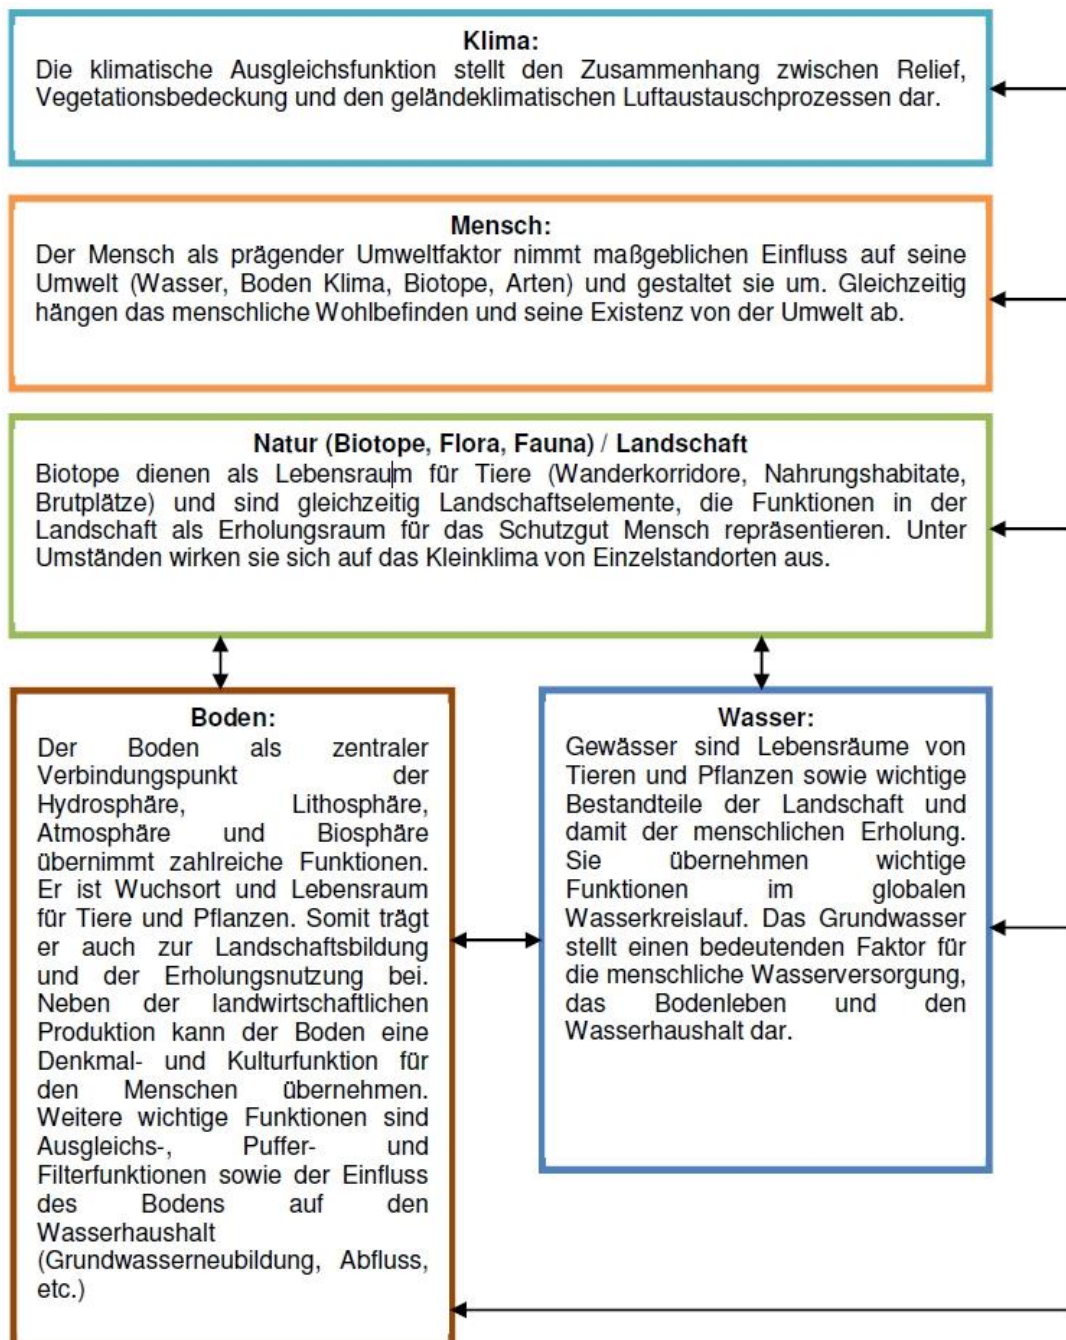 Klima:
Die klimatische Ausgleichsfunktion stellt den Zusammenhang zwischen Relief,
Vegetationsbedeckung und den geländeklimatischen Luftaustauschprozessen dar.
Mensch:
Der Mensch als prägender Umweltfaktor nimmt maßgeblichen Einfluss auf seine
Umwelt (Wasser, Boden Klima, Biotope, Arten) und gestaltet sie um. Gleichzeitig
hängen das menschliche Wohlbefinden und seine Existenz von der Umwelt ab.
Natur (Biotope, Flora, Fauna) / Landschaft
Biotope dienen als Lebensraum für Tiere (Wanderkorridore, Nahrungshabitate,
Brutplätze) und sind gleichzeitig Landschaftselemente, die Funktionen in der
Landschaft als Erholungsraum für das Schutzgut Mensch repräsentieren. Unter
Umständen wirken sie sich auf das Kleinklima von Einzelstandorten aus.
Boden:
Der Boden als zentraler
Verbindungspunkt der
Hydrosphäre, Lithosphäre,
Atmosphäre und Biosphäre
übernimmt zahlreiche Funktionen.
Er ist Wuchsort und Lebensraum
für Tiere und Pflanzen. Somit trägt
er auch zur Landschaftsbildung
und der Erholungsnutzung bei.
Neben der landwirtschaftlichen
Produktion kann der Boden eine
Denkmal- und Kulturfunktion für
den Menschen übernehmen.
Weitere wichtige Funktionen sind
Ausgleichs-, Puffer- und
Filterfunktionen sowie der Einfluss
des Bodens auf den
Wasserhaushalt
(Grundwasserneubildung, Abfluss,
etc.)
Wasser:
Gewässer sind Lebensräume von
Tieren und Pflanzen sowie wichtige
Bestandteile der Landschaft und
damit der menschlichen Erholung.
Sie übernehmen wichtige
Funktionen im globalen
Wasserkreislauf. Das Grundwasser
stellt einen bedeutenden Faktor für
die menschliche Wasserversorgung,
das Bodenleben und den
Wasserhaushalt dar.